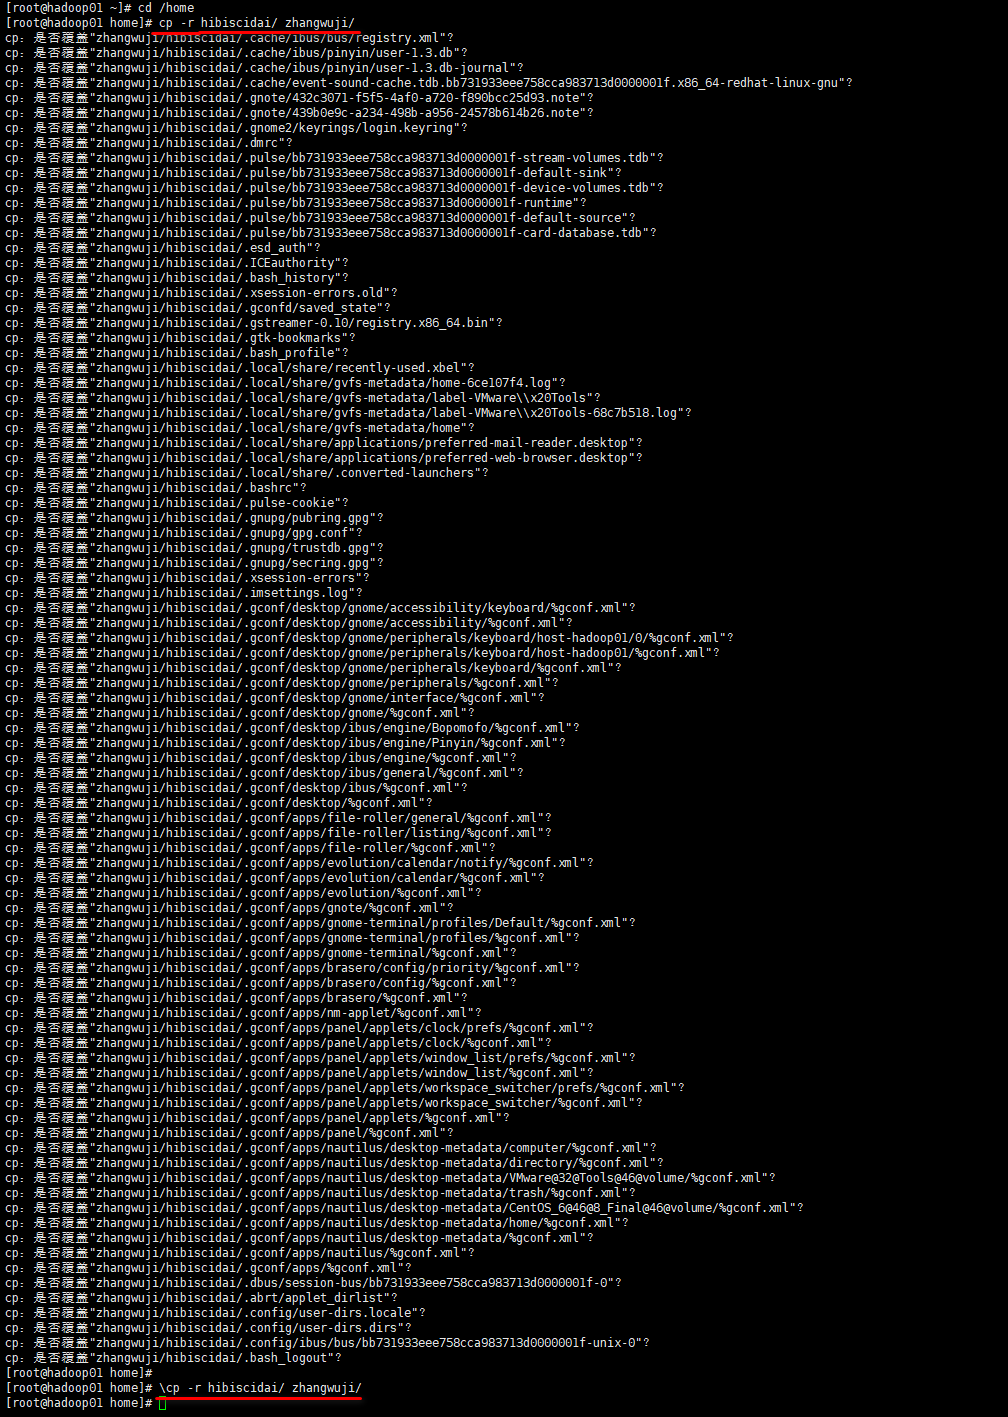 [root@hadoop01 ~]# cd /home
[root@hadoop01 home]# cp -r hibiscidai/ zhangwuji/
cp：是否覆盖"zhangwuji/hibiscidai/.cache/ibus/bus/registry.xml"？
cp：是否覆盖"zhangwuji/hibiscidai/.cache/ibus/pinyin/user-1.3.db"？
cp：是否覆盖"zhangwuji/hibiscidai/.cache/ibus/pinyin/user-1.3.db-journal"？
cp：是否覆盖"zhangwuji/hibiscidai/.cache/event-sound-cache.tdb.bb731933eee758cca983713d0000001f.x86_64-redhat-linux-gnu"？
cp：是否覆盖"zhangwuji/hibiscidai/.gnote/432c3071-f5f5-4af0-a720-f890bcc25d93.note"？
cp：是否覆盖"zhangwuji/hibiscidai/.gnote/439b0e9c-a234-498b-a956-24578b614b26.note"？
cp：是否覆盖"zhangwuji/hibiscidai/.gnome2/keyrings/login.keyring"？
cp：是否覆盖"zhangwuji/hibiscidai/.dmrc"？
cp：是否覆盖"zhangwuji/hibiscidai/.pulse/bb731933eee758cca983713d0000001f-stream-volumes.tdb"？
cp：是否覆盖"zhangwuji/hibiscidai/.pulse/bb731933eee758cca983713d0000001f-default-sink"？
cp：是否覆盖"zhangwuji/hibiscidai/.pulse/bb731933eee758cca983713d0000001f-device-volumes.tdb"？
cp：是否覆盖"zhangwuji/hibiscidai/.pulse/bb731933eee758cca983713d0000001f-runtime"？
cp：是否覆盖"zhangwuji/hibiscidai/.pulse/bb731933eee758cca983713d0000001f-default-source"？
cp：是否覆盖"zhangwuji/hibiscidai/.pulse/bb731933eee758cca983713d0000001f-card-database.tdb"？
cp：是否覆盖"zhangwuji/hibiscidai/.esd_auth"？
cp：是否覆盖"zhangwuji/hibiscidai/.ICEauthority"？
cp：是否覆盖"zhangwuji/hibiscidai/.bash_history"？
cp：是否覆盖"zhangwuji/hibiscidai/.xsession-errors.old"？
cp：是否覆盖"zhangwuji/hibiscidai/.gconfd/saved_state"？
cp：是否覆盖"zhangwuji/hibiscidai/.gstreamer-0.10/registry.x86_64.bin"？
cp：是否覆盖"zhangwuji/hibiscidai/.gtk-bookmarks"？
cp：是否覆盖"zhangwuji/hibiscidai/.bash_profile"？
cp：是否覆盖"zhangwuji/hibiscidai/.local/share/recently-used.xbel"？
cp：是否覆盖"zhangwuji/hibiscidai/.local/share/gvfs-metadata/home-6ce107f4.log"？
cp：是否覆盖"zhangwuji/hibiscidai/.local/share/gvfs-metadata/label-VMware\\x20Tools"？
cp：是否覆盖"zhangwuji/hibiscidai/.local/share/gvfs-metadata/label-VMware\\x20Tools-68c7b518.log"？
cp：是否覆盖"zhangwuji/hibiscidai/.local/share/gvfs-metadata/home"？
cp：是否覆盖"zhangwuji/hibiscidai/.local/share/applications/preferred-mail-reader.desktop"？
cp：是否覆盖"zhangwuji/hibiscidai/.local/share/applications/preferred-web-browser.desktop"？
cp：是否覆盖"zhangwuji/hibiscidai/.local/share/.converted-launchers"？
cp：是否覆盖"zhangwuji/hibiscidai/.bashrc"？
cp：是否覆盖"zhangwuji/hibiscidai/.pulse-cookie"？
cp：是否覆盖"zhangwuji/hibiscidai/.gnupg/pubring.gpg"？
cp：是否覆盖"zhangwuji/hibiscidai/.gnupg/gpg.conf"？
cp：是否覆盖"zhangwuji/hibiscidai/.gnupg/trustdb.gpg"？
cp：是否覆盖"zhangwuji/hibiscidai/.gnupg/secring.gpg"？
cp：是否覆盖"zhangwuji/hibiscidai/.xsession-errors"？
cp：是否覆盖"zhangwuji/hibiscidai/.imsettings.log"？
cp：是否覆盖"zhangwuji/hibiscidai/.gconf/desktop/gnome/accessibility/keyboard/%gconf.xml"？
cp：是否覆盖"zhangwuji/hibiscidai/.gconf/desktop/gnome/accessibility/%gconf.xml"？
cp：是否覆盖"zhangwuji/hibiscidai/.gconf/desktop/gnome/peripherals/keyboard/host-hadoop01/0/%gconf.xml"？
cp：是否覆盖"zhangwuji/hibiscidai/.gconf/desktop/gnome/peripherals/keyboard/host-hadoop01/%gconf.xml"？
cp：是否覆盖"zhangwuji/hibiscidai/.gconf/desktop/gnome/peripherals/keyboard/%gconf.xml"？
cp：是否覆盖"zhangwuji/hibiscidai/.gconf/desktop/gnome/peripherals/%gconf.xml"？
cp：是否覆盖"zhangwuji/hibiscidai/.gconf/desktop/gnome/interface/%gconf.xml"？
cp：是否覆盖"zhangwuji/hibiscidai/.gconf/desktop/gnome/%gconf.xml"？
cp：是否覆盖"zhangwuji/hibiscidai/.gconf/desktop/ibus/engine/Bopomofo/%gconf.xml"？
cp：是否覆盖"zhangwuji/hibiscidai/.gconf/desktop/ibus/engine/Pinyin/%gconf.xml"？
cp：是否覆盖"zhangwuji/hibiscidai/.gconf/desktop/ibus/engine/%gconf.xml"？
cp：是否覆盖"zhangwuji/hibiscidai/.gconf/desktop/ibus/general/%gconf.xml"？
cp：是否覆盖"zhangwuji/hibiscidai/.gconf/desktop/ibus/%gconf.xml"？
cp：是否覆盖"zhangwuji/hibiscidai/.gconf/desktop/%gconf.xml"？
cp：是否覆盖"zhangwuji/hibiscidai/.gconf/apps/file-roller/general/%gconf.xml"？
cp：是否覆盖"zhangwuji/hibiscidai/.gconf/apps/file-roller/listing/%gconf.xml"？
cp：是否覆盖"zhangwuji/hibiscidai/.gconf/apps/file-roller/%gconf.xml"？
cp：是否覆盖"zhangwuji/hibiscidai/.gconf/apps/evolution/calendar/notify/%gconf.xml"？
cp：是否覆盖"zhangwuji/hibiscidai/.gconf/apps/evolution/calendar/%gconf.xml"？
cp：是否覆盖"zhangwuji/hibiscidai/.gconf/apps/evolution/%gconf.xml"？
cp：是否覆盖"zhangwuji/hibiscidai/.gconf/apps/gnote/%gconf.xml"？
cp：是否覆盖"zhangwuji/hibiscidai/.gconf/apps/gnome-terminal/profiles/Default/%gconf.xml"？
cp：是否覆盖"zhangwuji/hibiscidai/.gconf/apps/gnome-terminal/profiles/%gconf.xml"？
cp：是否覆盖"zhangwuji/hibiscidai/.gconf/apps/gnome-terminal/%gconf.xml"？
cp：是否覆盖"zhangwuji/hibiscidai/.gconf/apps/brasero/config/priority/%gconf.xml"？
cp：是否覆盖"zhangwuji/hibiscidai/.gconf/apps/brasero/config/%gconf.xml"？
cp：是否覆盖"zhangwuji/hibiscidai/.gconf/apps/brasero/%gconf.xml"？
cp：是否覆盖"zhangwuji/hibiscidai/.gconf/apps/nm-applet/%gconf.xml"？
cp：是否覆盖"zhangwuji/hibiscidai/.gconf/apps/panel/applets/clock/prefs/%gconf.xml"？
cp：是否覆盖"zhangwuji/hibiscidai/.gconf/apps/panel/applets/clock/%gconf.xml"？
cp：是否覆盖"zhangwuji/hibiscidai/.gconf/apps/panel/applets/window_list/prefs/%gconf.xml"？
cp：是否覆盖"zhangwuji/hibiscidai/.gconf/apps/panel/applets/window_list/%gconf.xml"？
cp：是否覆盖"zhangwuji/hibiscidai/.gconf/apps/panel/applets/workspace_switcher/prefs/%gconf.xml"？
cp：是否覆盖"zhangwuji/hibiscidai/.gconf/apps/panel/applets/workspace_switcher/%gconf.xml"？
cp：是否覆盖"zhangwuji/hibiscidai/.gconf/apps/panel/applets/%gconf.xml"？
cp：是否覆盖"zhangwuji/hibiscidai/.gconf/apps/panel/%gconf.xml"？
cp：是否覆盖"zhangwuji/hibiscidai/.gconf/apps/nautilus/desktop-metadata/computer/%gconf.xml"？
cp：是否覆盖"zhangwuji/hibiscidai/.gconf/apps/nautilus/desktop-metadata/directory/%gconf.xml"？
cp：是否覆盖"zhangwuji/hibiscidai/.gconf/apps/nautilus/desktop-metadata/VMware@32@Tools@46@volume/%gconf.xml"？
cp：是否覆盖"zhangwuji/hibiscidai/.gconf/apps/nautilus/desktop-metadata/trash/%gconf.xml"？
cp：是否覆盖"zhangwuji/hibiscidai/.gconf/apps/nautilus/desktop-metadata/CentOS_6@46@8_Final@46@volume/%gconf.xml"？
cp：是否覆盖"zhangwuji/hibiscidai/.gconf/apps/nautilus/desktop-metadata/home/%gconf.xml"？
cp：是否覆盖"zhangwuji/hibiscidai/.gconf/apps/nautilus/desktop-metadata/%gconf.xml"？
cp：是否覆盖"zhangwuji/hibiscidai/.gconf/apps/nautilus/%gconf.xml"？
cp：是否覆盖"zhangwuji/hibiscidai/.gconf/apps/%gconf.xml"？
cp：是否覆盖"zhangwuji/hibiscidai/.dbus/session-bus/bb731933eee758cca983713d0000001f-0"？
cp：是否覆盖"zhangwuji/hibiscidai/.abrt/applet_dirlist"？
cp：是否覆盖"zhangwuji/hibiscidai/.config/user-dirs.locale"？
cp：是否覆盖"zhangwuji/hibiscidai/.config/user-dirs.dirs"？
cp：是否覆盖"zhangwuji/hibiscidai/.config/ibus/bus/bb731933eee758cca983713d0000001f-unix-0"？
cp：是否覆盖"zhangwuji/hibiscidai/.bash_logout"？
[root@hadoop01 home]#
[root@hadoop01 home]# \cp -r hibiscidai/ zhangwuji/
[root@hadoop01 home]#